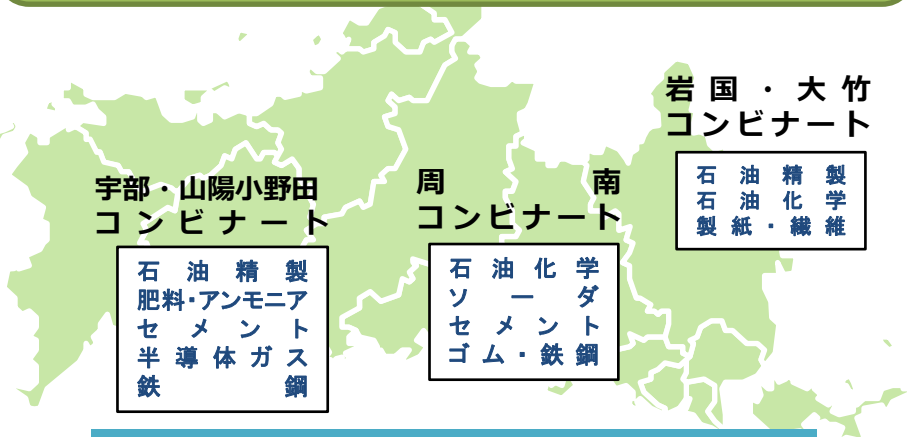 宇部・山陽小野田
コンビナート
石油精製
肥料・アンモニア
セメント
半導体ガス
鉄鋼
周南
コンビナート
石油化学
ソーダ
セメント
ゴム・鉄鋼
岩国・大竹
コンビナート
石油精製
石油化学
製紙・繊維